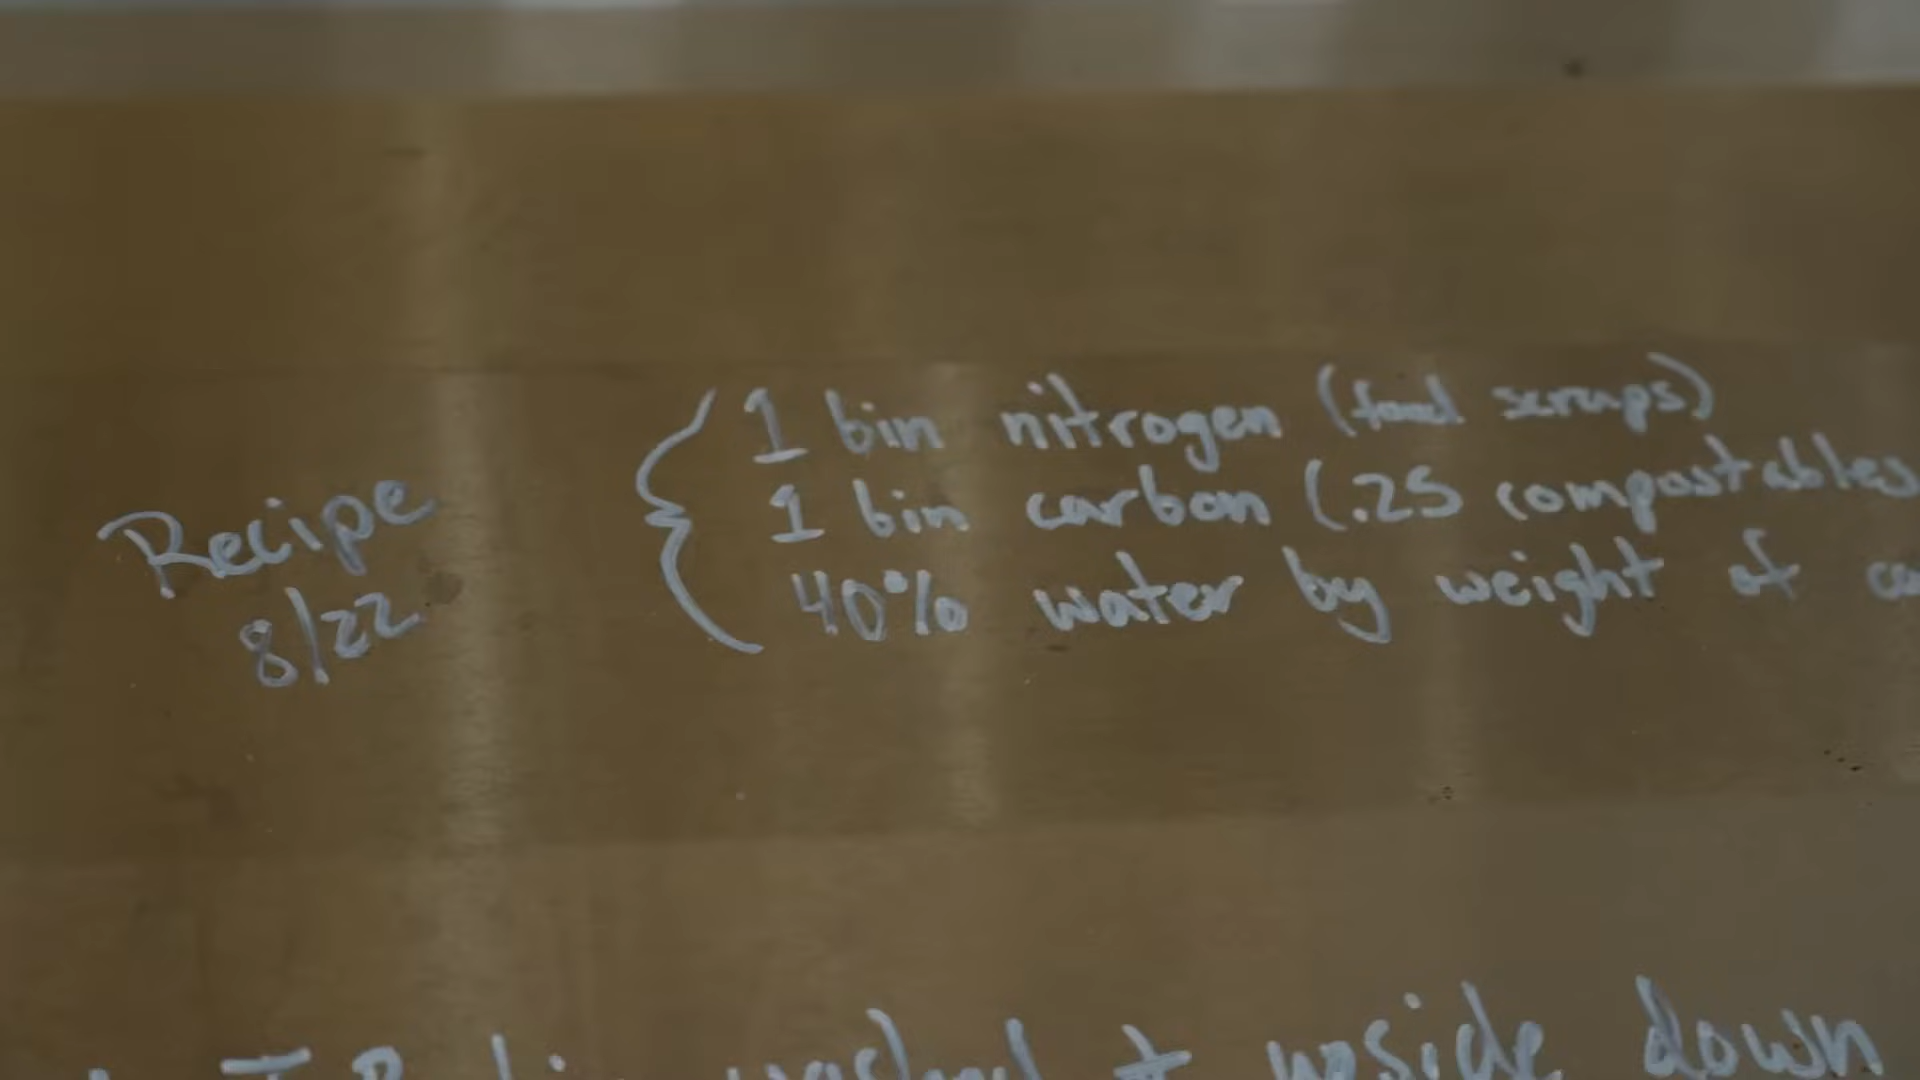 Recipe
8/22
1 bin nitrogen (food scraps)
1 bin carbon (.25 compostables
40% water by weight of
upside down